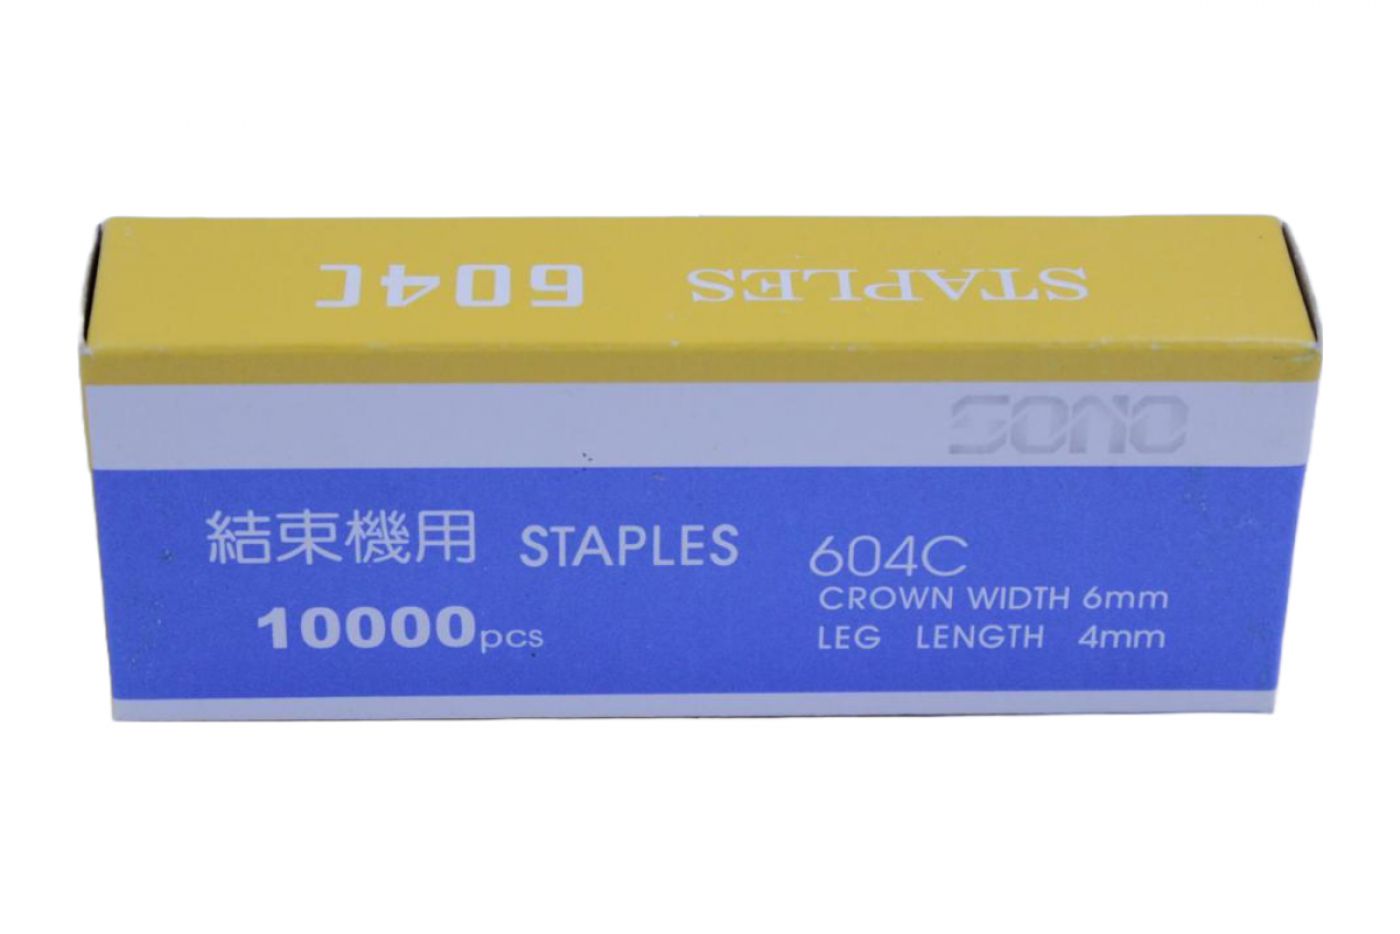 STAPLES 604C
SONO
結束機用 STAPLES 604C
CROWN WIDTH 6mm
10000pcs LEG LENGTH 4mm